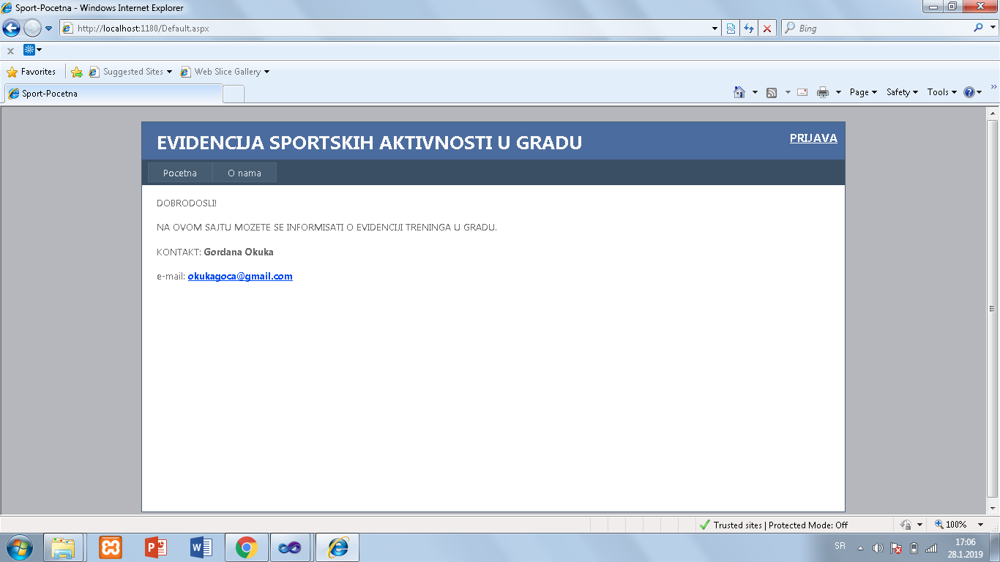 Sport-Pocetna - Windows Internet Explorer
http://localhost:1180/Default.aspx
Bing
x
Favorites Suggested Sites Web Slice Gallery
Sport-Pocetna Page Safety Tools »
EVIDENCIJA SPORTSKIH AKTIVNOSTI U GRADU
PRIJAVA
Pocetna O nama
DOBRODOSLI!
NA OVOM SAJTU MOZETE SE INFORMISATI O EVIDENCIJI TRENINGA U GRADU.
KONTAKT: Gordana Okuka
e-mail: okukagoca@gmail.com
Trusted sites | Protected Mode: Off 100%
SR
17:06
28.1.2019